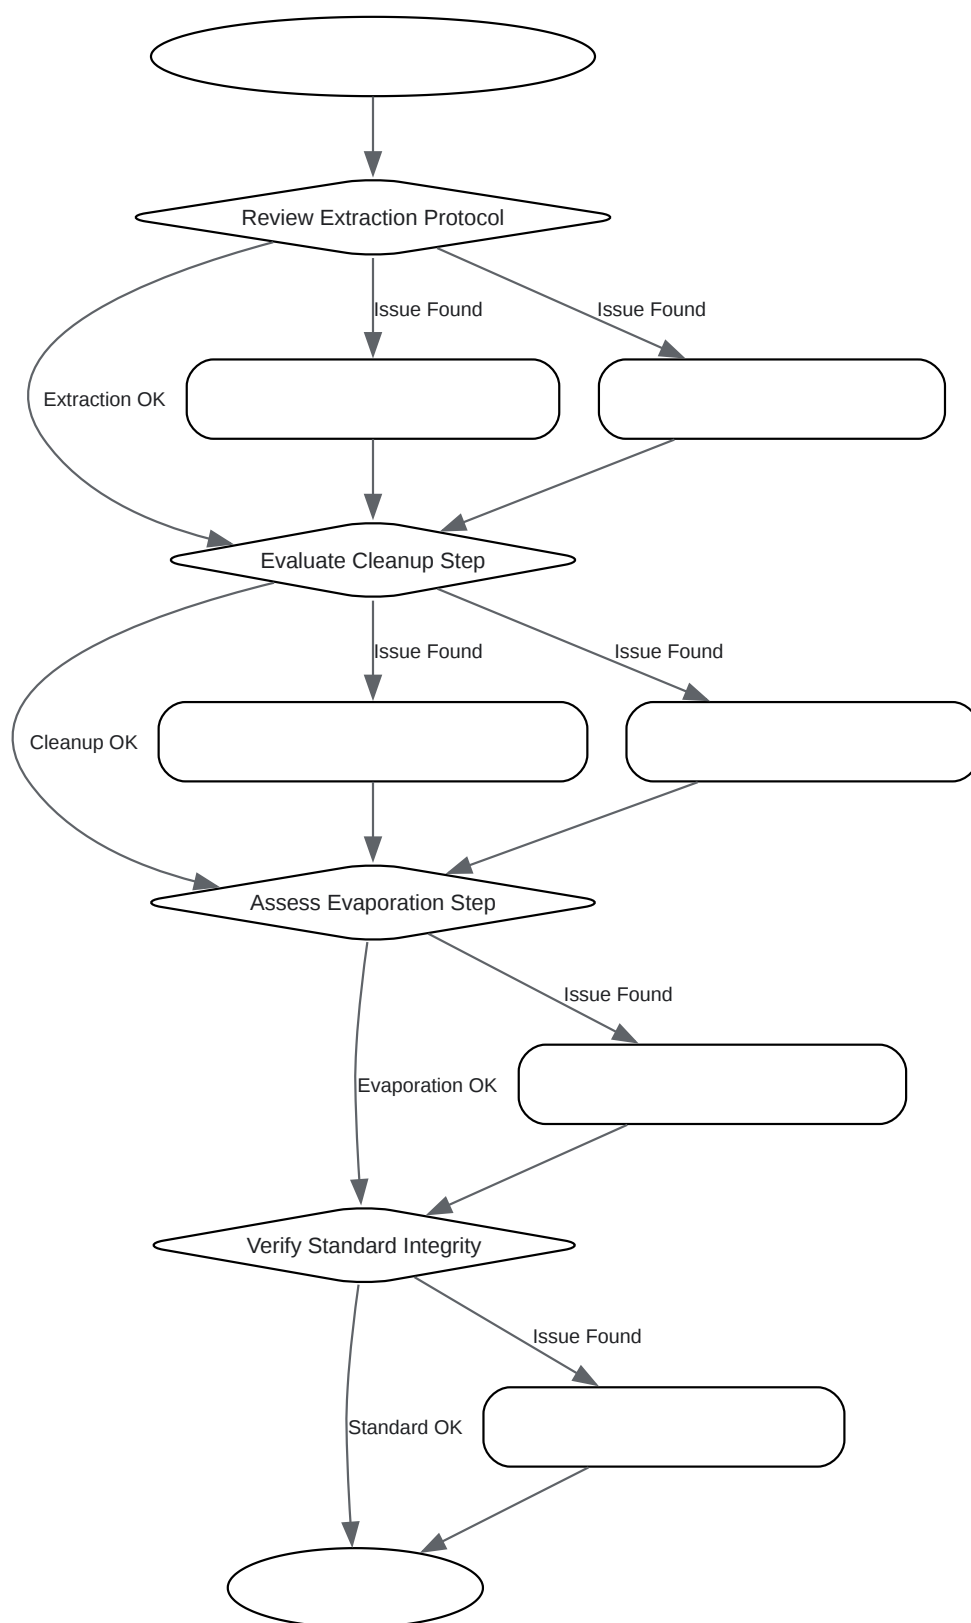 Review Extraction Protocol
Issue Found
Issue Found
Extraction OK
Evaluate Cleanup Step
Issue Found
Issue Found
Cleanup OK
Assess Evaporation Step
Issue Found
Evaporation OK
Verify Standard Integrity
Issue Found
Standard OK